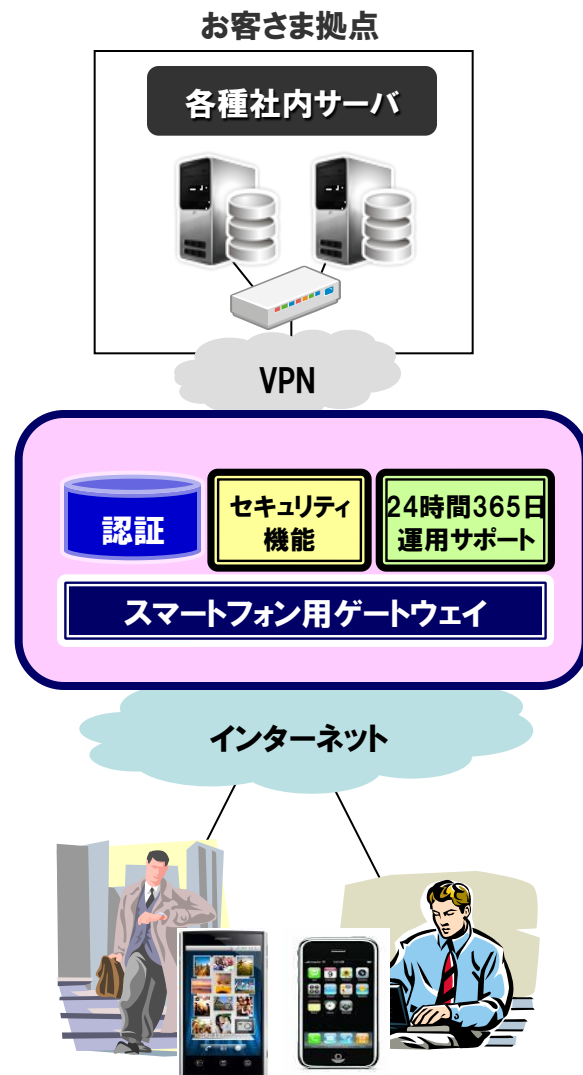 お客さま拠点
各種社内サーバ
VPN
認証
セキュリティ
機能
24時間365日
運用サポート
スマートフォン用ゲートウェイ
インターネット